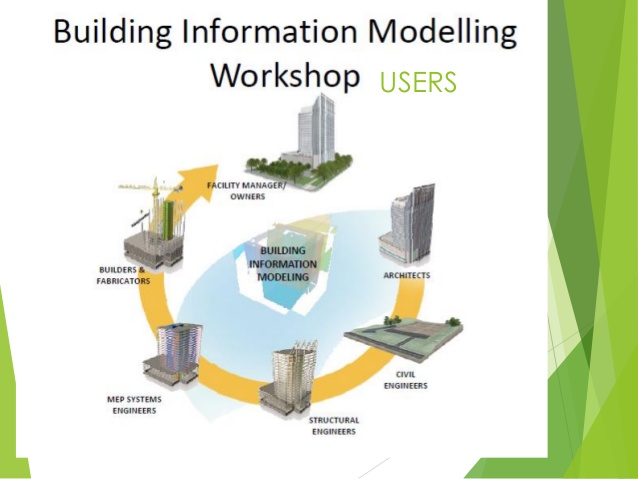 Building Information Modelling
Workshop USERS
FACILITY MANAGER/
OWNERS
BUILDERS &
FABRICATORS
BUILDING
INFORMATION
MODELING
ARCHITECTS
CIVIL
ENGINEERS
MEP SYSTEMS
ENGINEERS
STRUCTURAL
ENGINEERS